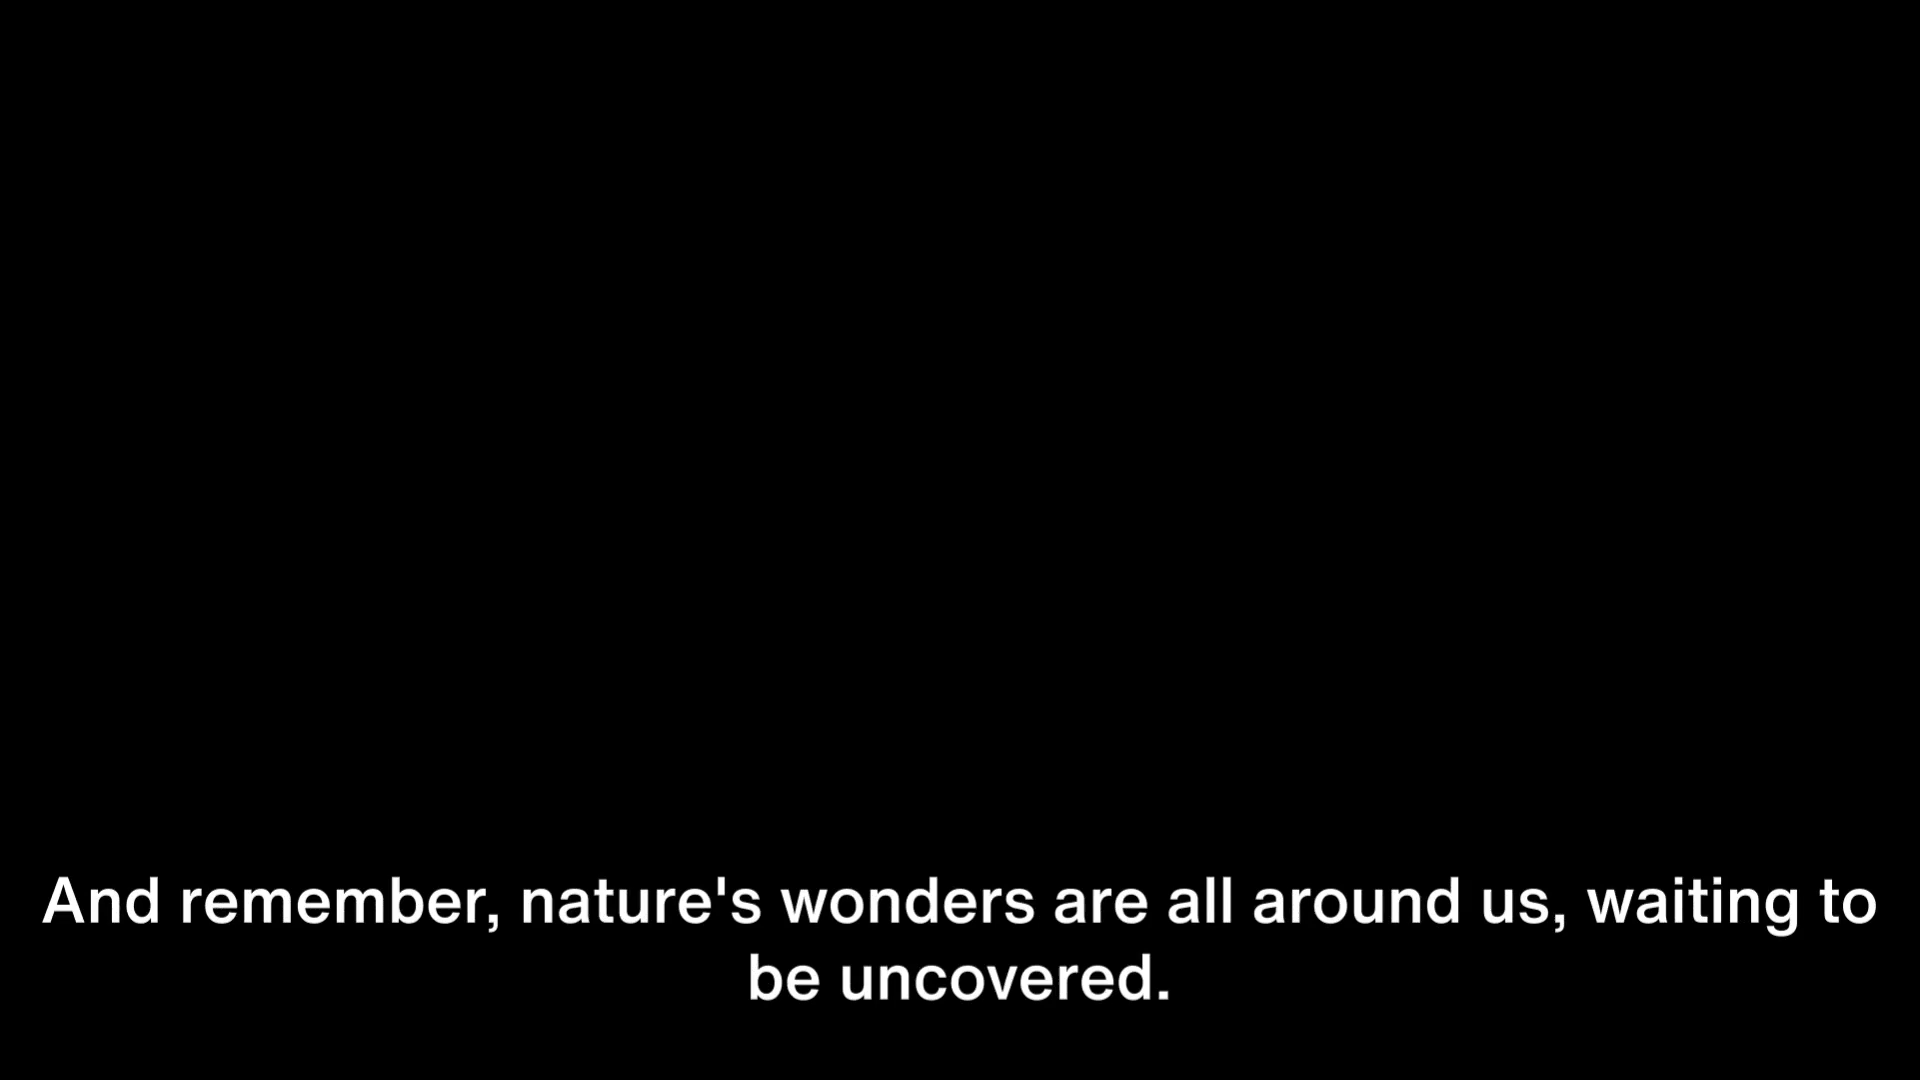 And remember, nature's wonders are all around us, waiting to
be uncovered.